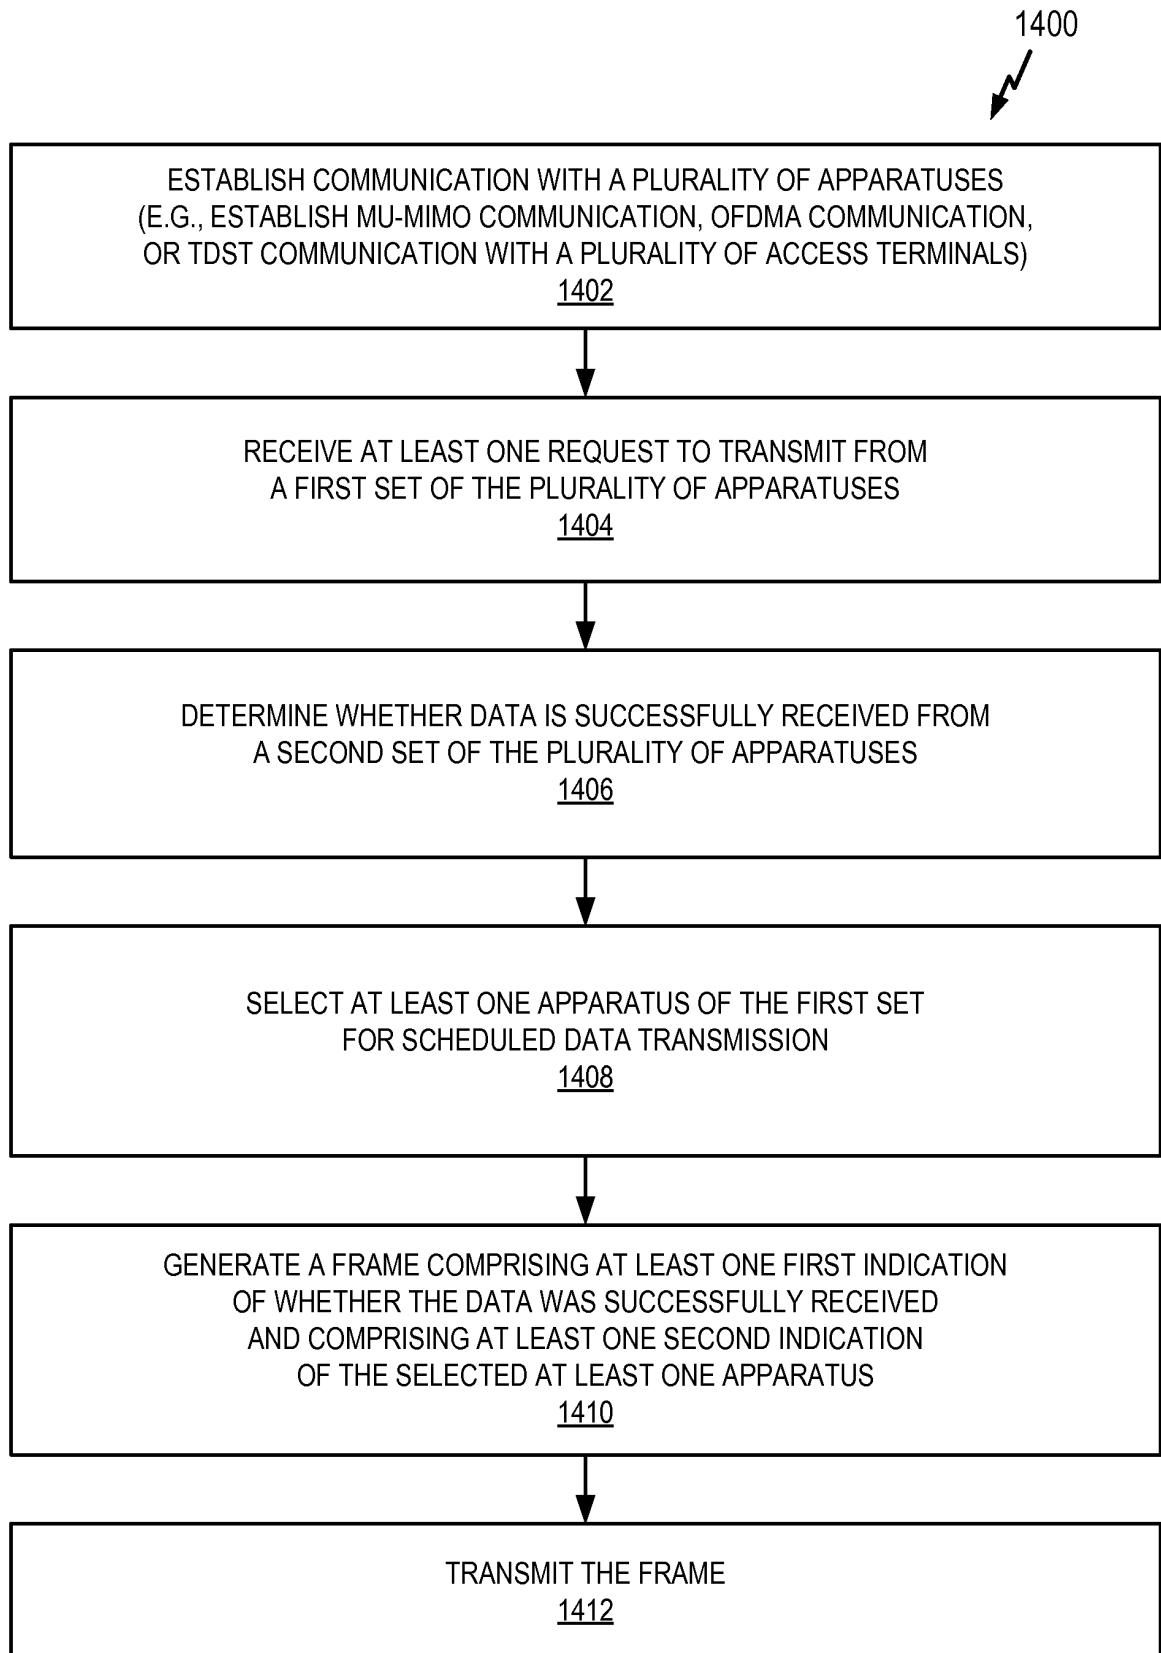 1400
ESTABLISH COMMUNICATION WITH A PLURALITY OF APPARATUSES
(E.G., ESTABLISH MU-MIMO COMMUNICATION, OFDMA COMMUNICATION,
OR TDST COMMUNICATION WITH A PLURALITY OF ACCESS TERMINALS)
1402
RECEIVE AT LEAST ONE REQUEST TO TRANSMIT FROM
A FIRST SET OF THE PLURALITY OF APPARATUSES
1404
DETERMINE WHETHER DATA IS SUCCESSFULLY RECEIVED FROM
A SECOND SET OF THE PLURALITY OF APPARATUSES
1406
SELECT AT LEAST ONE APPARATUS OF THE FIRST SET
FOR SCHEDULED DATA TRANSMISSION
1408
GENERATE A FRAME COMPRISING AT LEAST ONE FIRST INDICATION
OF WHETHER THE DATA WAS SUCCESSFULLY RECEIVED
AND COMPRISING AT LEAST ONE SECOND INDICATION
OF THE SELECTED AT LEAST ONE APPARATUS
1410
TRANSMIT THE FRAME
1412